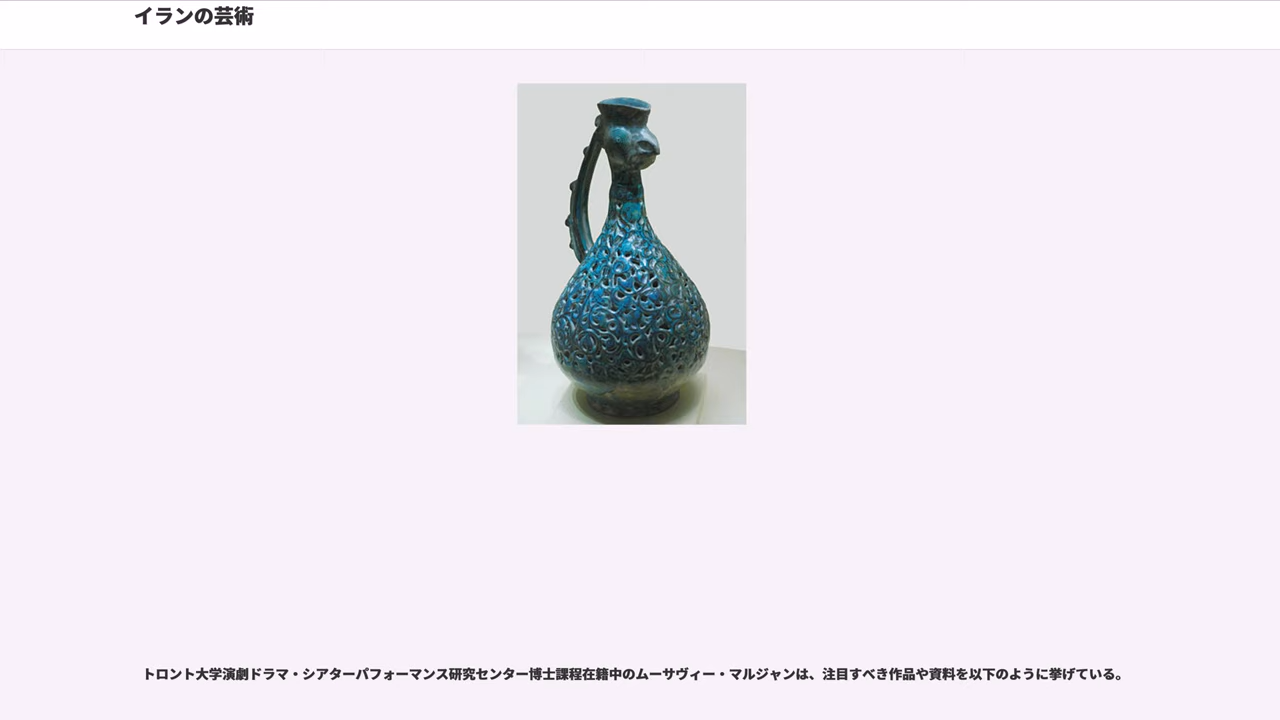 イランの芸術
トロント大学演劇ドラマ・シアターパフォーマンス研究センター博士課程在籍中のムーサヴィー・マルジャンは、注目すべき作品や資料を以下のように挙げている。